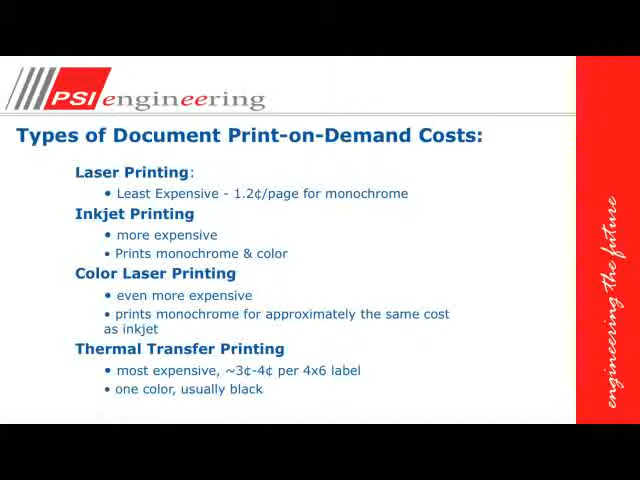 PSI engineering
Types of Document Print-on-Demand Costs:
Laser Printing:
• Least Expensive - 1.2¢/page for monochrome
Inkjet Printing
• more expensive
• Prints monochrome & color
Color Laser Printing
• even more expensive
• prints monochrome for approximately the same cost
as inkjet
Thermal Transfer Printing
• most expensive, ~3¢-4¢ per 4x6 label
• one color, usually black
engineering the future